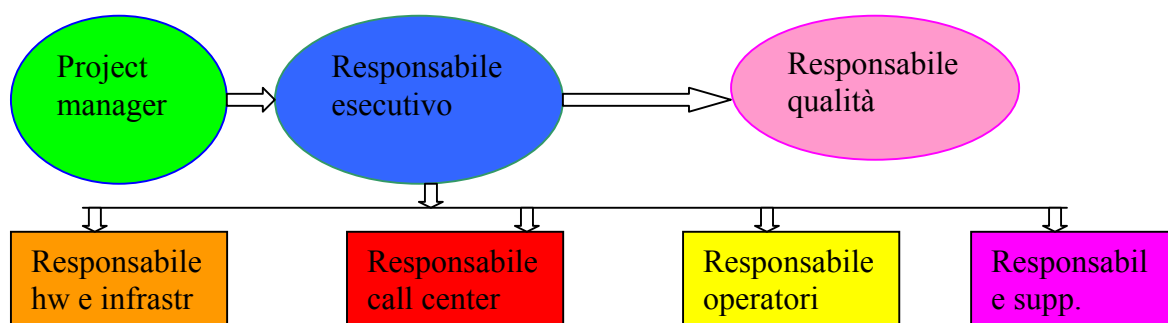 Project
manager
Responsabile
esecutivo
Responsabile
qualità
Responsabile
hw e infrastr
Responsabile
call center
Responsabile
operatori
Responsabil
e supp.